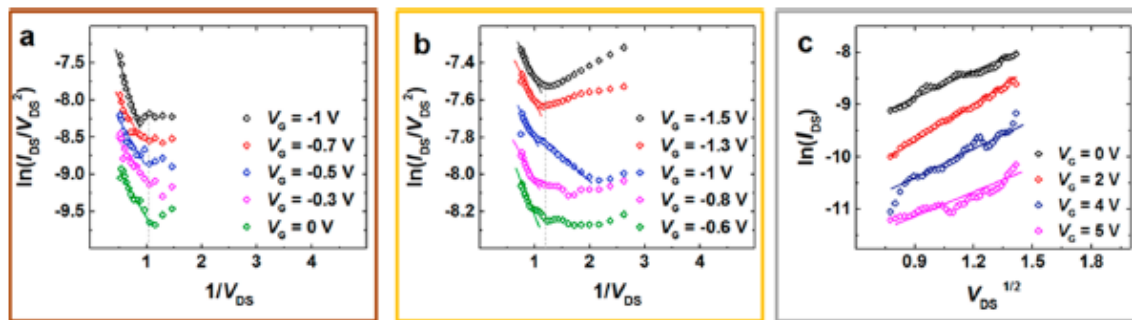 a
ln(I_DS/V_DS^2)
-7.5
-8.0
-8.5
-9.0
-9.5
V_G = -1 V
V_G = -0.7 V
V_G = -0.5 V
V_G = -0.3 V
V_G = 0 V
1 2 3 4
1/V_DS
b
ln(I_DS/V_DS^2)
-7.4
-7.6
-7.8
-8.0
-8.2
V_G = -1.5 V
V_G = -1.3 V
V_G = -1 V
V_G = -0.8 V
V_G = -0.6 V
1 2 3 4
1/V_DS
c
ln(I_DS)
-8
-9
-10
-11
V_G = 0 V
V_G = 2 V
V_G = 4 V
V_G = 5 V
0.9 1.2 1.5 1.8
V_DS^1/2